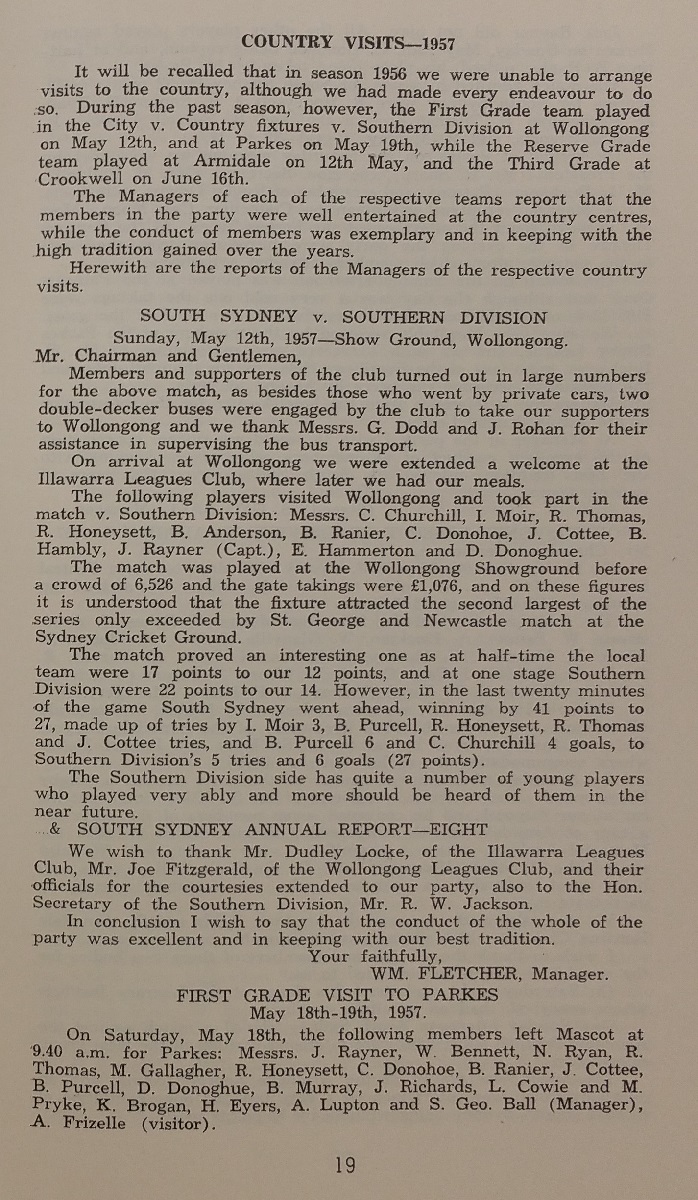 COUNTRY VISITS—1957
It will be recalled that in season 1956 we were unable to arrange
visits to the country, although we had made every endeavour to do
so. During the past season, however, the First Grade team played
in the City v. Country fixtures v. Southern Division at Wollongong
on May 12th, and at Parkes on May 19th, while the Reserve Grade
team played at Armidale on 12th May, and the Third Grade at
Crookwell on June 16th.
The Managers of each of the respective teams report that the
members in the party were well entertained at the country centres,
while the conduct of members was exemplary and in keeping with the
high tradition gained over the years.
Herewith are the reports of the Managers of the respective country
visits.
SOUTH SYDNEY v. SOUTHERN DIVISION
Sunday, May 12th, 1957—Show Ground, Wollongong.
Mr. Chairman and Gentlemen,
Members and supporters of the club turned out in large numbers
for the above match, as besides those who went by private cars, two
double-decker buses were engaged by the club to take our supporters
to Wollongong and we thank Messrs. G. Dodd and J. Rohan for their
assistance in supervising the bus transport.
On arrival at Wollongong we were extended a welcome at the
Illawarra Leagues Club, where later we had our meals.
The following players visited Wollongong and took part in the
match v. Southern Division: Messrs. C. Churchill, I. Moir, R. Thomas,
R. Honeysett, B. Anderson, B. Ranier, C. Donohoe, J. Cottee, B.
Hambly, J. Rayner (Capt.), E. Hammerton and D. Donoghue.
The match was played at the Wollongong Showground before
a crowd of 6,526 and the gate takings were £1,076, and on these figures
it is understood that the fixture attracted the second largest of the
series only exceeded by St. George and Newcastle match at the
Sydney Cricket Ground.
The match proved an interesting one as at half-time the local
team were 17 points to our 12 points, and at one stage Southern
Division were 22 points to our 14. However, in the last twenty minutes
of the game South Sydney went ahead, winning by 41 points to
27, made up of tries by I. Moir 3, B. Purcell, R. Honeysett, R. Thomas
and J. Cottee tries, and B. Purcell 6 and C. Churchill 4 goals, to
Southern Division's 5 tries and 6 goals (27 points).
The Southern Division side has quite a number of young players
who played very ably and more should be heard of them in the
near future.
& SOUTH SYDNEY ANNUAL REPORT—EIGHT
We wish to thank Mr. Dudley Locke, of the Illawarra Leagues
Club, Mr. Joe Fitzgerald, of the Wollongong Leagues Club, and their
officials for the courtesies extended to our party, also to the Hon.
Secretary of the Southern Division, Mr. R. W. Jackson.
In conclusion I wish to say that the conduct of the whole of the
party was excellent and in keeping with our best tradition.
Your faithfully,
WM. FLETCHER, Manager.
FIRST GRADE VISIT TO PARKES
May 18th-19th, 1957.
On Saturday, May 18th, the following members left Mascot at
9.40 a.m. for Parkes: Messrs. J. Rayner, W. Bennett, N. Ryan, R.
Thomas, M. Gallagher, R. Honeysett, C. Donohoe, B. Ranier, J. Cottee,
B. Purcell, D. Donoghue, B. Murray, J. Richards, L. Cowie and M.
Pryke, K. Brogan, H. Eyers, A. Lupton and S. Geo. Ball (Manager),
A. Frizelle (visitor).
19